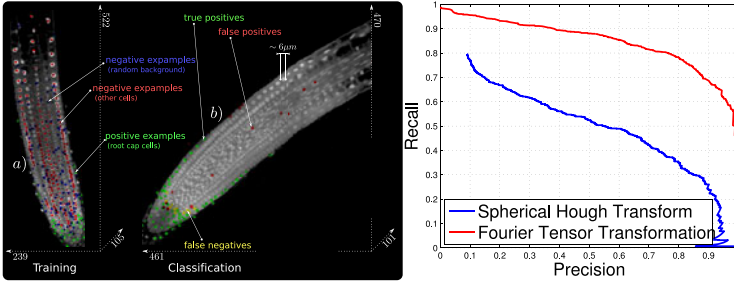 522
negative expamples
(random background)
negative expamples
(other cells)
positive examples
(root cap cells)
a)
239
105
Training
true positives
false positives
~ 6μm
470
b)
false negatives
461
101
Classification
Recall
1
0.9
0.8
0.7
0.6
0.5
0.4
0.3
0.2
0.1
0
0 0.1 0.2 0.3 0.4 0.5 0.6 0.7 0.8 0.9
Precision
Spherical Hough Transform
Fourier Tensor Transformation